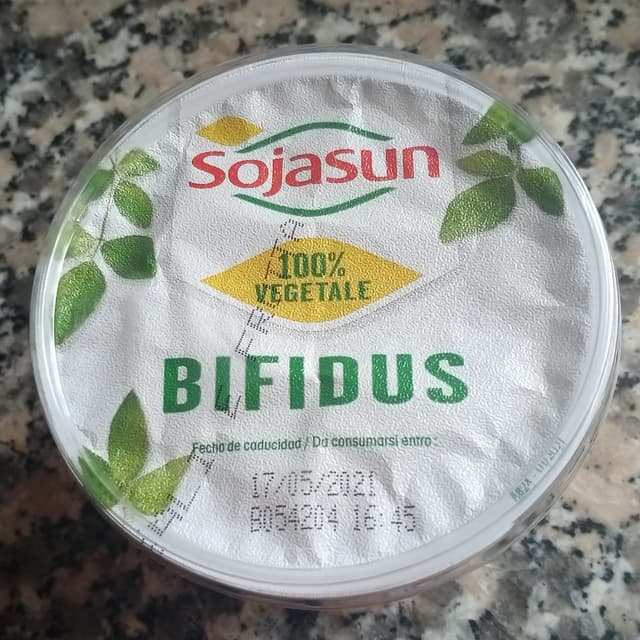 Sojasun
100%
VEGETALE
BIFIDUS
Fecha de caducidad / Da consumarsi entro :
17/05/2021
B054204 16:45